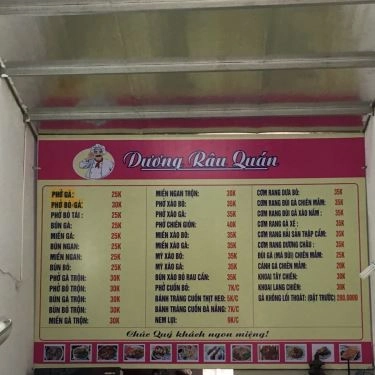 Dương Râu Quán
PHỞ GÀ: 25K
PHỞ BÒ-GÀ: 30K
PHỞ BÒ TÁI: 25K
BÚN GÀ: 25K
MIẾN GÀ: 25K
BÚN NGAN: 25K
MIẾN NGAN: 25K
BÚN BÒ: 25K
PHỞ GÀ TRỘN: 30K
PHỞ BÒ TRỘN: 30K
BÚN GÀ TRỘN: 30K
BÚN BÒ TRỘN: 30K
MIẾN GÀ TRỘN: 30K
MIẾN NGAN TRỘN: 30K
PHỞ XÀO BÒ: 35K
PHỞ XÀO GÀ: 35K
PHỞ CHIÊN GIÒN: 40K
MIẾN XÀO BÒ: 35K
MIẾN XÀO GÀ: 35K
MỲ XÀO BÒ: 35K
MỲ XÀO GÀ: 35K
BÚN XÀO BÒ RAU CẦN: 35K
PHỞ CUỐN BÒ: 7K/C
BÁNH TRÁNG CUỐN THỊT HEO: 5K/C
BÁNH TRÁNG CUỐN ĐÀ NẴNG: 7K/C
NEM LỤI: 9K/C
CƠM RANG DƯA BÒ: 35K
CƠM RANG ĐÙI GÀ CHIÊN MẮM: 35K
CƠM RANG ĐÙI GÀ XÀO NẤM: 35K
CƠM RANG GÀ XÉ: 35K
CƠM RANG HẢI SẢN THẬP CẨM: 35K
CƠM RANG DƯƠNG CHÂU: 35K
ĐÙI GÀ (MÁ ĐÙI) CHIÊN MẮM: 25K
CÁNH GÀ CHIÊN MẮM: 20K
KHOAI TÂY CHIÊN: 30K
KHOAI LANG CHIÊN: 30K
GÀ KHÔNG LỐI THOÁT: (ĐẶT TRƯỚC) 280.000Đ
Chúc Quý khách ngon miệng!